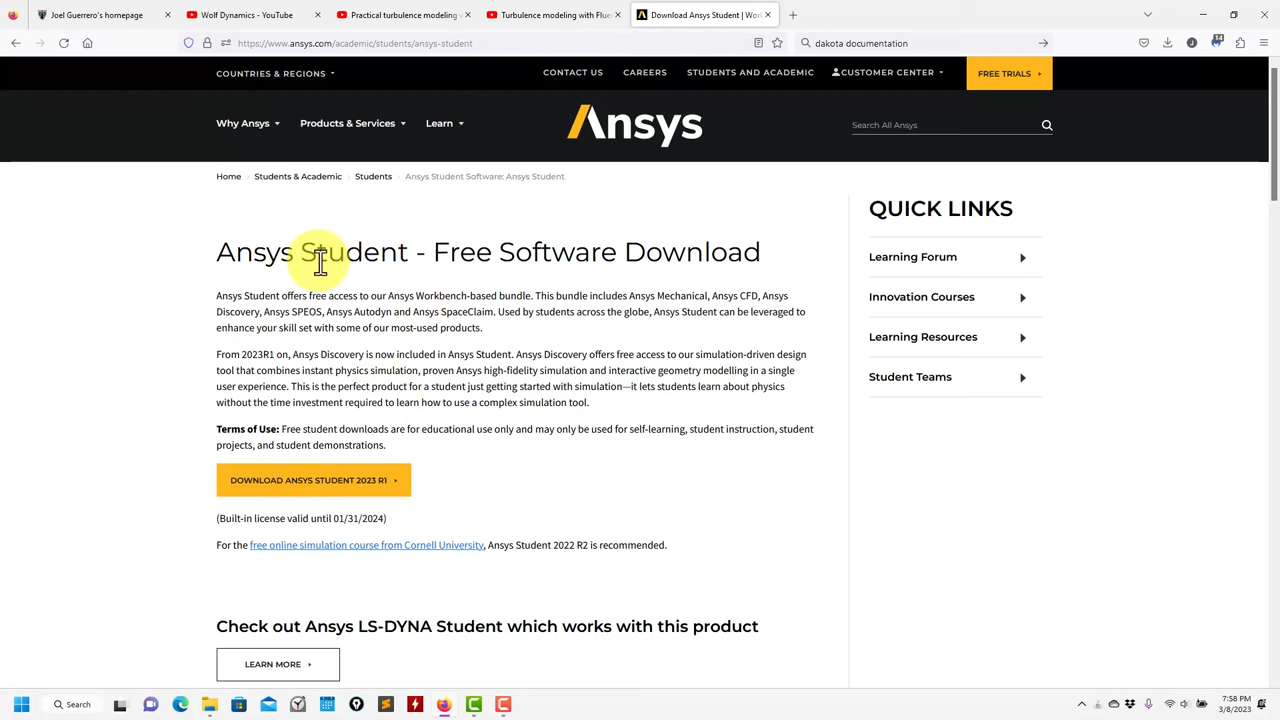 Joel Guerrero's homepage
Wolf Dynamics - YouTube
Practical turbulence modeling w
Turbulence modeling with Fluen
Download Ansys Student | Work
https://www.ansys.com/academic/students/ansys-student
dakota documentation
COUNTRIES & REGIONS
CONTACT US
CAREERS
STUDENTS AND ACADEMIC
CUSTOMER CENTER
FREE TRIALS
Why Ansys
Products & Services
Learn
Ansys
Search All Ansys
Home
Students & Academic
Students
Ansys Student Software: Ansys Student
Ansys Student - Free Software Download
Ansys Student offers free access to our Ansys Workbench-based bundle. This bundle includes Ansys Mechanical, Ansys CFD, Ansys
Discovery, Ansys SPEOS, Ansys Autodyn and Ansys SpaceClaim. Used by students across the globe, Ansys Student can be leveraged to
enhance your skill set with some of our most-used products.
From 2023R1 on, Ansys Discovery is now included in Ansys Student. Ansys Discovery offers free access to our simulation-driven design
tool that combines instant physics simulation, proven Ansys high-fidelity simulation and interactive geometry modelling in a single
user experience. This is the perfect product for a student just getting started with simulation—it lets students learn about physics
without the time investment required to learn how to use a complex simulation tool.
Terms of Use: Free student downloads are for educational use only and may only be used for self-learning, student instruction, student
projects, and student demonstrations.
DOWNLOAD ANSYS STUDENT 2023 R1
(Built-in license valid until 01/31/2024)
For the free online simulation course from Cornell University, Ansys Student 2022 R2 is recommended.
Check out Ansys LS-DYNA Student which works with this product
LEARN MORE
QUICK LINKS
Learning Forum
Innovation Courses
Learning Resources
Student Teams
Search
7:58 PM
3/8/2023